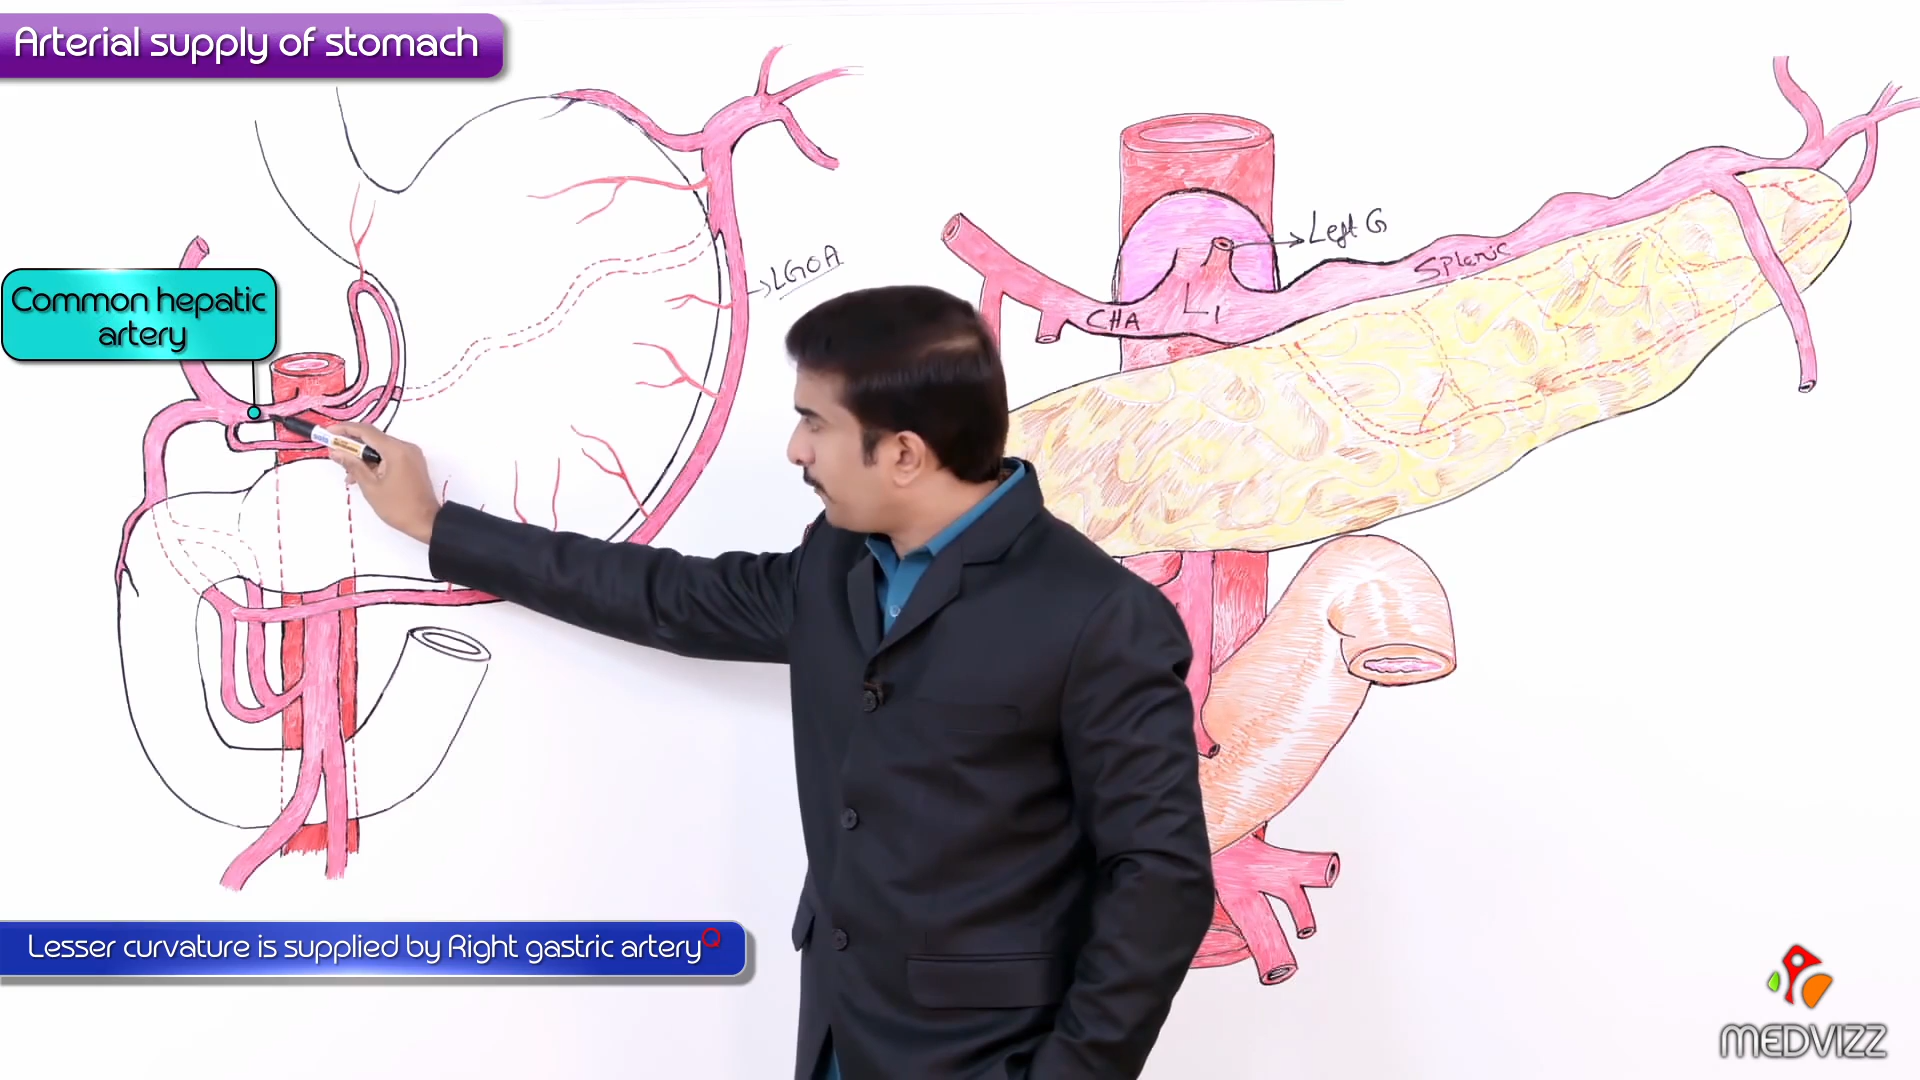 Arterial supply of stomach
Left G
Splenic
LGOA
Common hepatic
artery
CHA
L1
Lesser curvature is supplied by Right gastric artery Q
MEDVIZZ